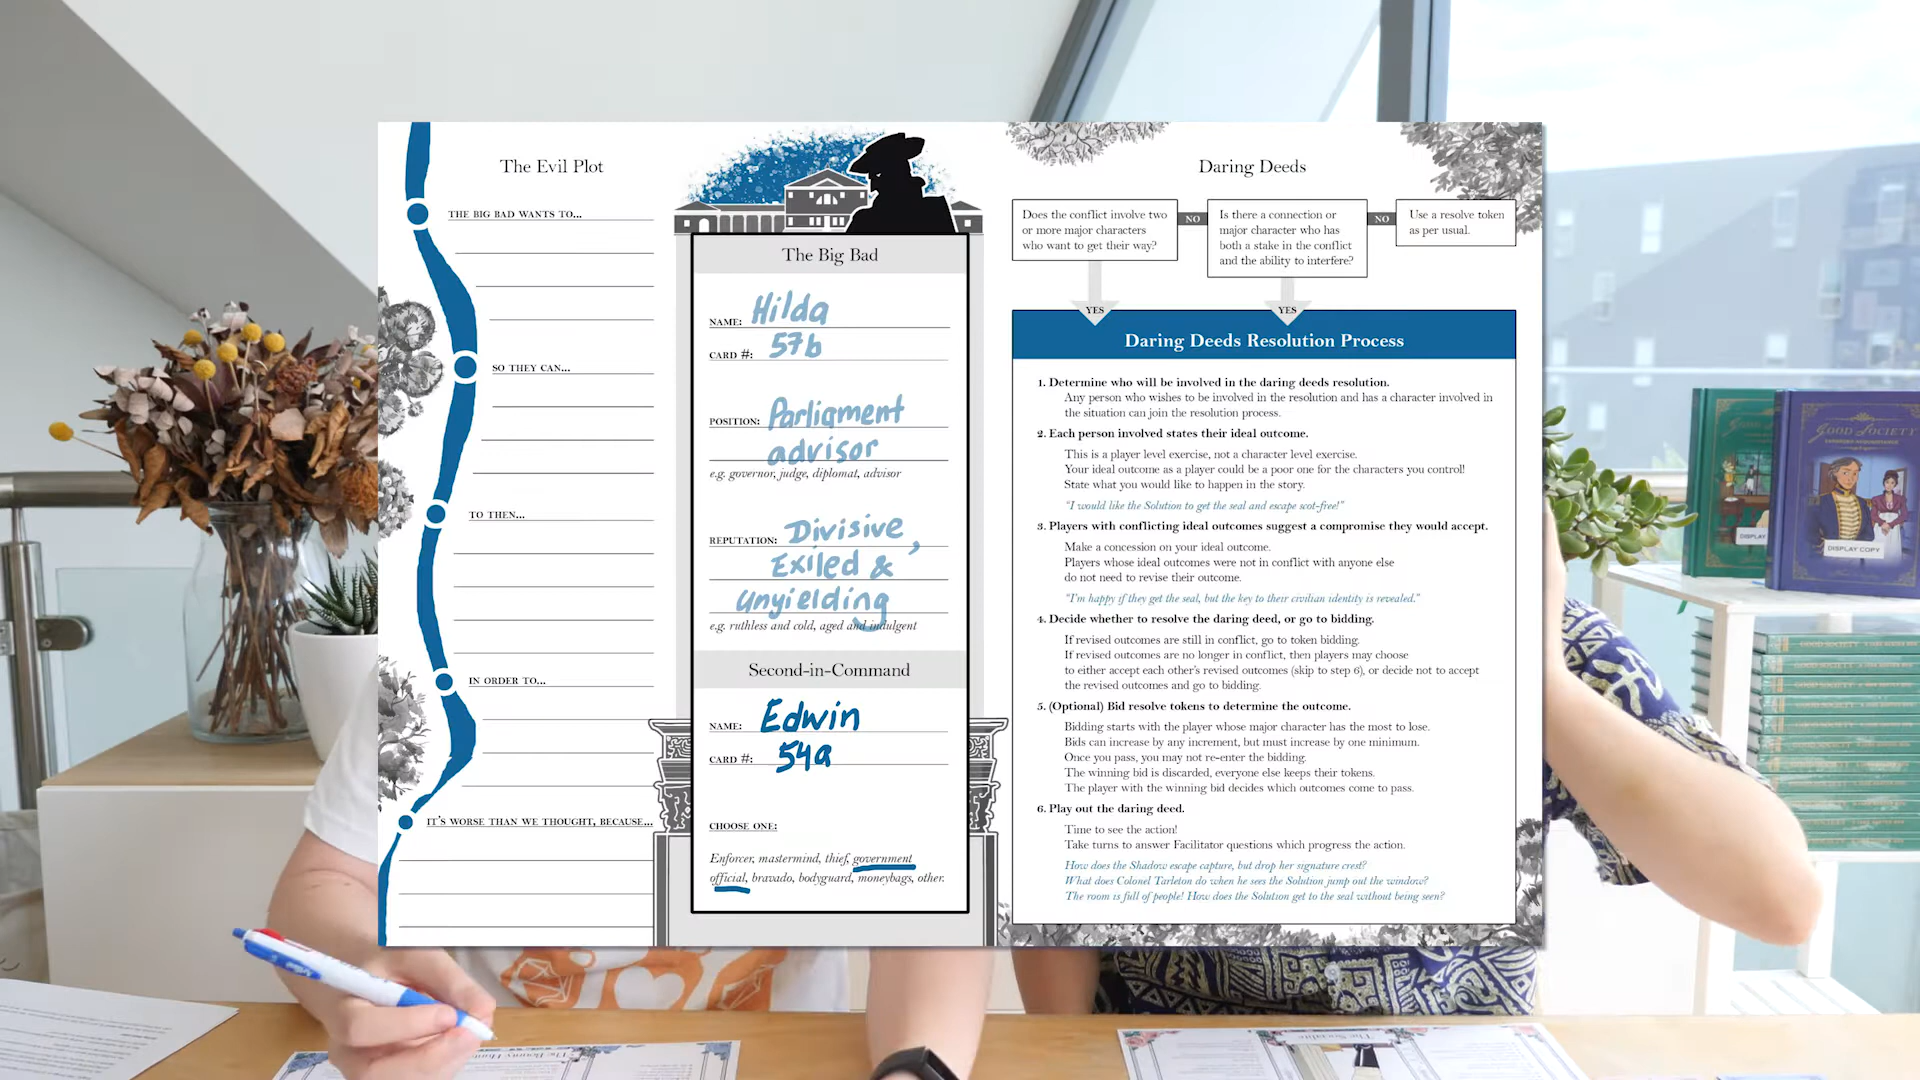 The Evil Plot
THE BIG BAD WANTS TO...
SO THEY CAN...
TO THEN...
IN ORDER TO...
IT'S WORSE THAN WE THOUGHT, BECAUSE...
The Big Bad
NAME: Hilda
CARD #: 57b
POSITION: Parliament
advisor
e.g. governor, judge, diplomat, advisor
REPUTATION: Divisive,
Exiled &
Unyielding
e.g. ruthless and cold, aged and indulgent
Second-in-Command
NAME: Edwin
CARD #: 54a
CHOOSE ONE:
Enforcer, mastermind, thief, government
official, bravado, bodyguard, moneybags, other.
Daring Deeds
Does the conflict involve two
or more major characters
who want to get their way?
NO
Is there a connection or
major character who has
both a stake in the conflict
and the ability to interfere?
NO
Use a resolve token
as per usual.
YES
YES
Daring Deeds Resolution Process
1. Determine who will be involved in the daring deeds resolution.
Any person who wishes to be involved in the resolution and has a character involved in
the situation can join the resolution process.
2. Each person involved states their ideal outcome.
This is a player level exercise, not a character level exercise.
Your ideal outcome as a player could be a poor one for the characters you control!
State what you would like to happen in the story.
"I would like the Solution to get the seal and escape scot-free!"
3. Players with conflicting ideal outcomes suggest a compromise they would accept.
Make a concession on your ideal outcome.
Players whose ideal outcomes were not in conflict with anyone else
do not need to revise their outcome.
"I'm happy if they get the seal, but the key to their civilian identity is revealed."
4. Decide whether to resolve the daring deed, or go to bidding.
If revised outcomes are still in conflict, go to token bidding.
If revised outcomes are no longer in conflict, then players may choose
to either accept each other's revised outcomes (skip to step 6), or decide not to accept
the revised outcomes and go to bidding.
5. (Optional) Bid resolve tokens to determine the outcome.
Bidding starts with the player whose major character has the most to lose.
Bids can increase by any increment, but must increase by one minimum.
Once you pass, you may not re-enter the bidding.
The winning bid is discarded, everyone else keeps their tokens.
The player with the winning bid decides which outcomes come to pass.
6. Play out the daring deed.
Time to see the action!
Take turns to answer Facilitator questions which progress the action.
How does the Shadow escape capture, but drop her signature crest?
What does Colonel Tarleton do when he sees the Solution jump out the window?
The room is full of people! How does the Solution get to the seal without being seen?
GOOD SOCIETY
DISPLAY COPY